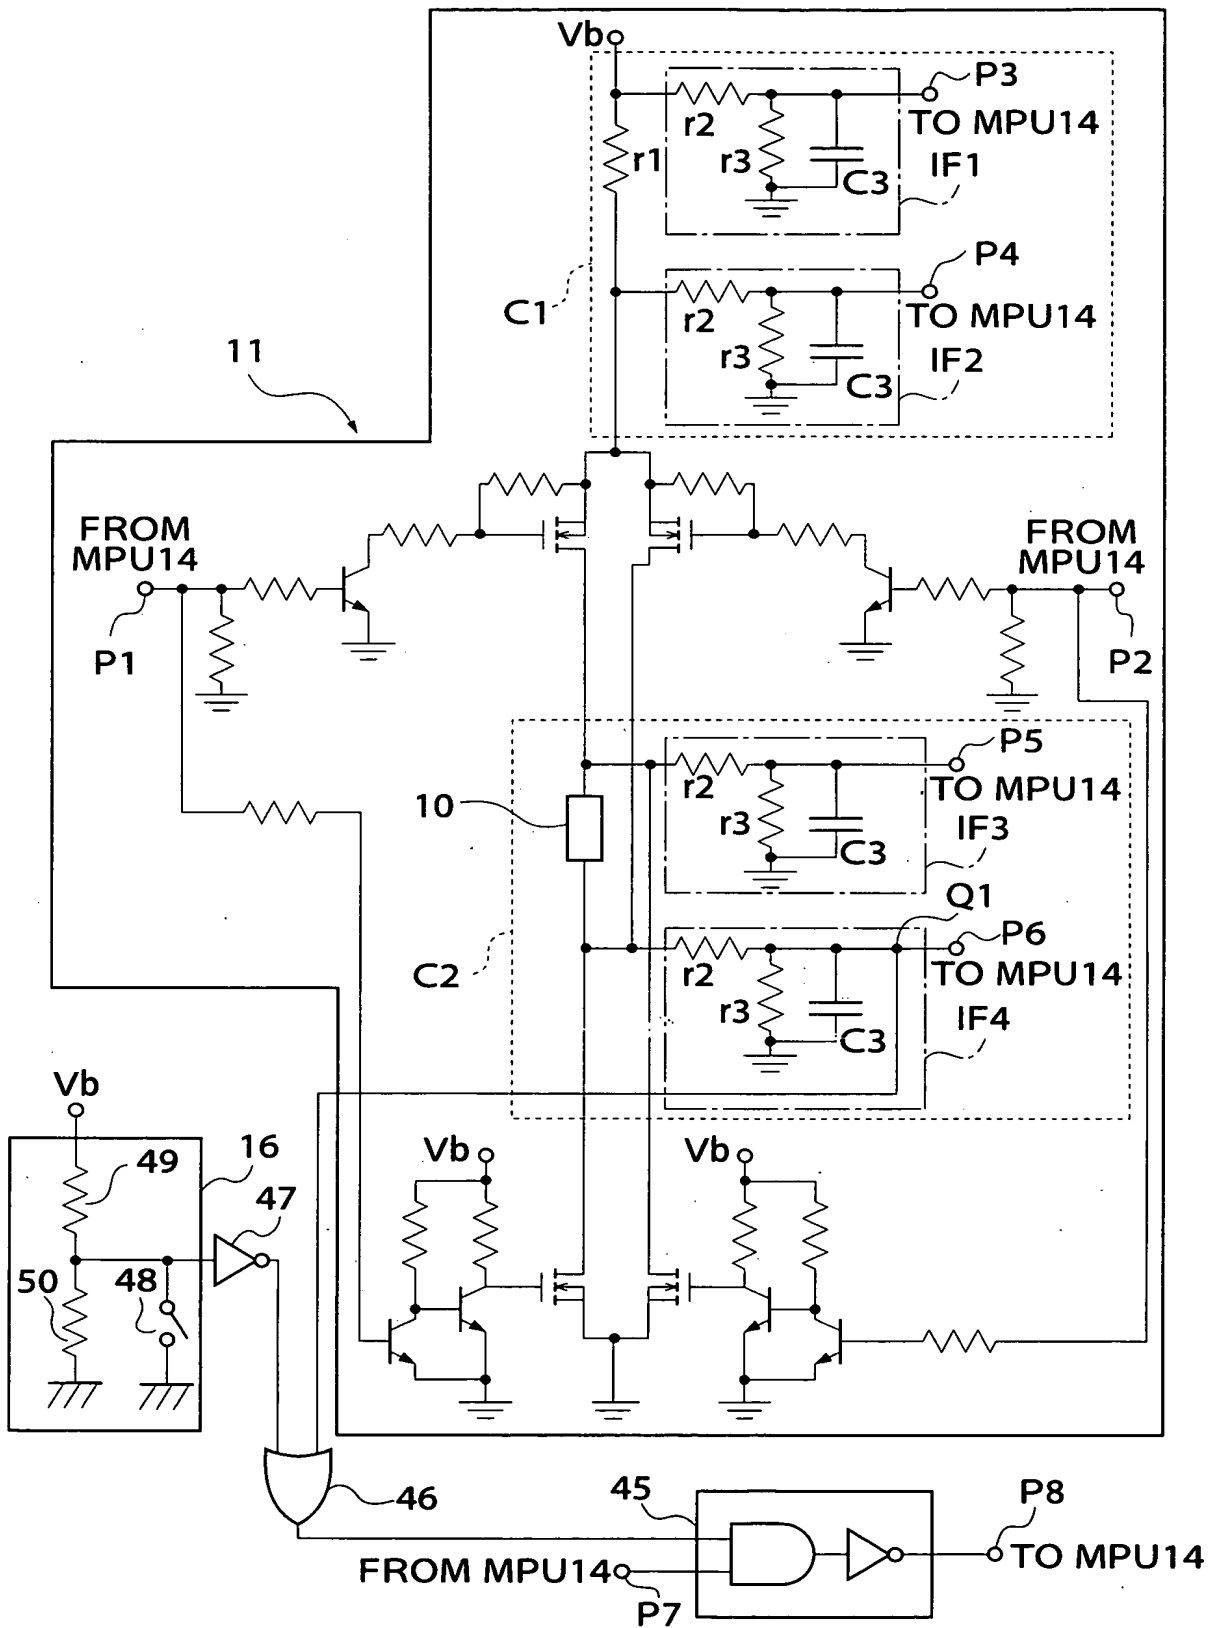 Vb
P3
r2
TO MPU14
r1
r3
C3
IF1
P4
C1
r2
TO MPU14
r3
C3
IF2
11
FROM
MPU14
P1
FROM
MPU14
P2
P5
r2
TO MPU14
10
r3
C3
IF3
Q1
P6
C2
r2
TO MPU14
r3
C3
IF4
Vb
49
16
47
50
48
Vb
Vb
46
45
P8
FROM MPU14
TO MPU14
P7